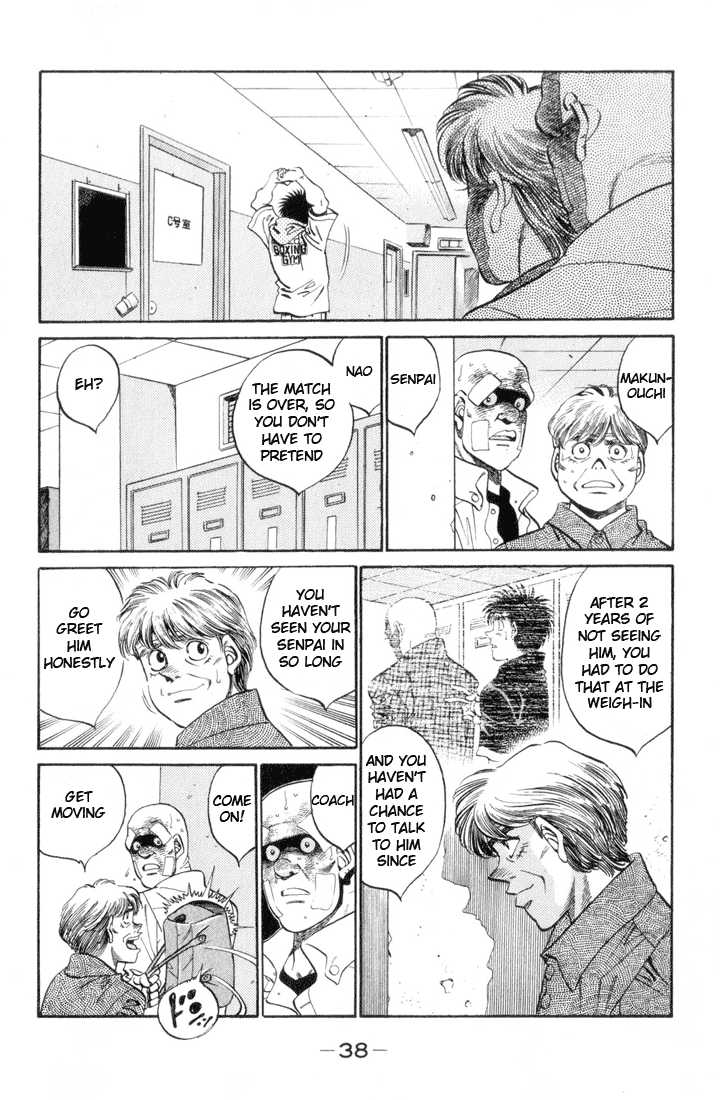 C号室
BOXING
GYM
MAKUN-
OUCHI
SENPAI
NAO
THE MATCH
IS OVER, SO
YOU DON'T
HAVE TO
PRETEND
EH?
AFTER 2
YEARS OF
NOT SEEING
HIM, YOU
HAD TO DO
THAT AT THE
WEIGH-IN
AND YOU
HAVEN'T
HAD A
CHANCE
TO TALK
TO HIM
SINCE
YOU
HAVEN'T
SEEN YOUR
SENPAI IN
SO LONG
GO
GREET
HIM
HONESTLY
COACH
COME
ON!
GET
MOVING
ドン
-38-